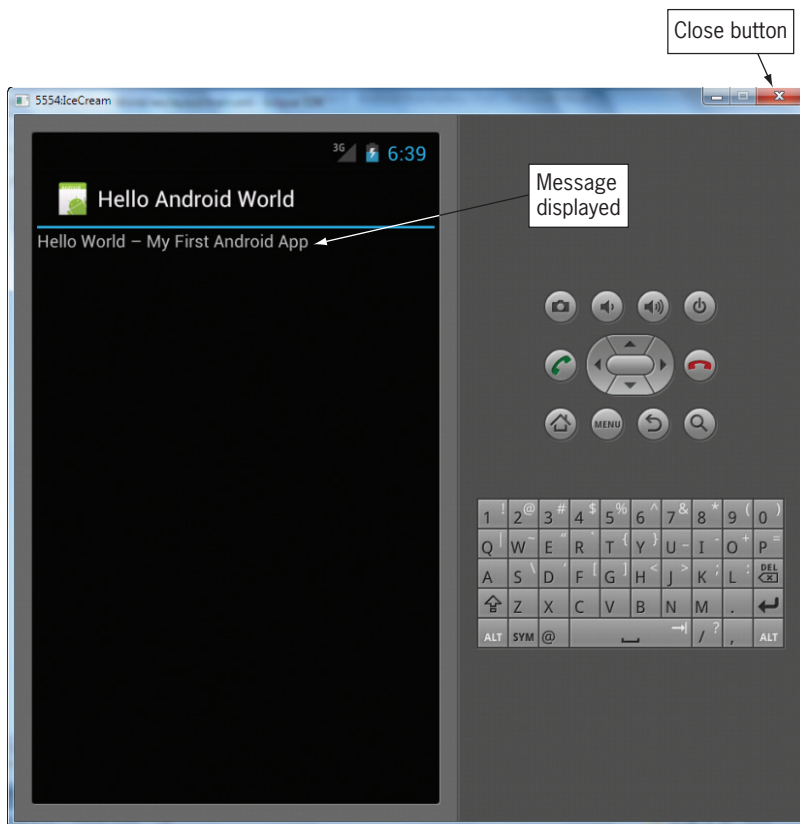 Close button
5554:IceCream
3G 6:39
Hello Android World
Message
displayed
Hello World – My First Android App
MENU
1 ! 2 @ 3 # 4 $ 5 % 6 ^ 7 & 8 * 9 ( 0 )
Q | W ~ E " R ` T { Y } U _ I - O + P =
A S \ D ' F [ G ] H < J > K ; L : DEL
Z X C V B N M .
ALT SYM @ / ? , ALT